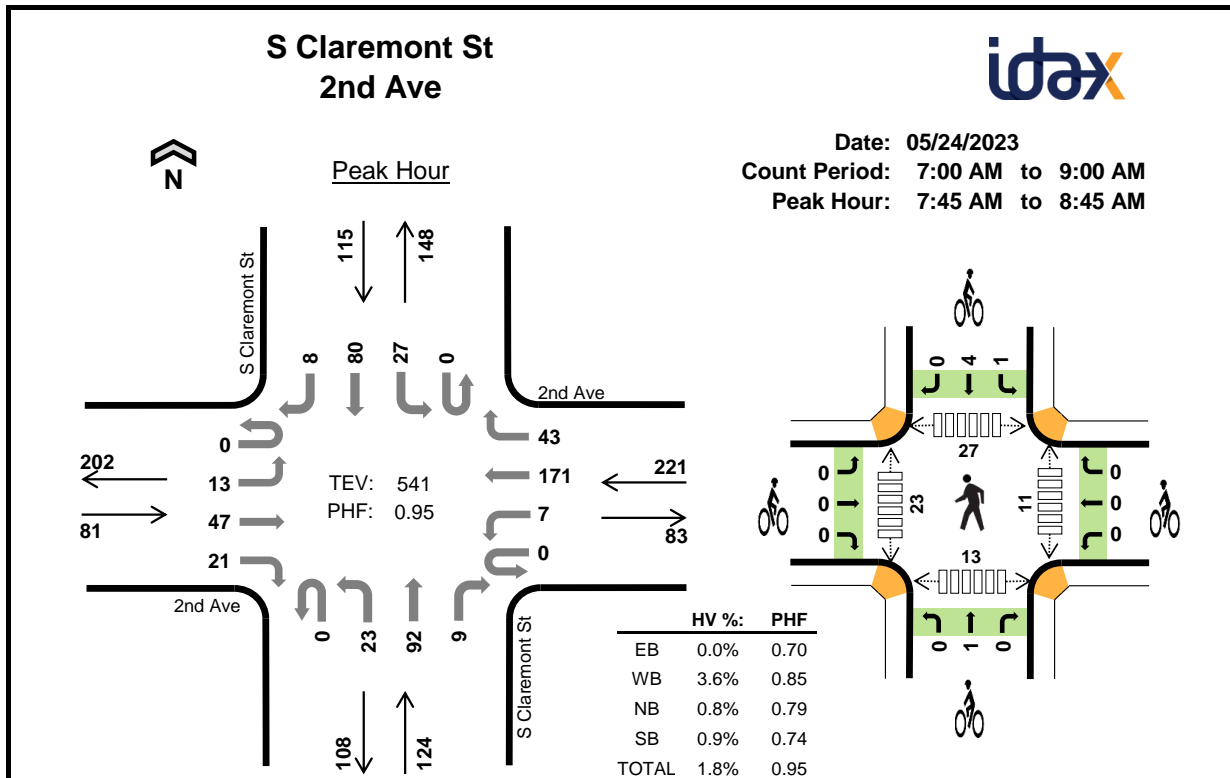 S Claremont St
2nd Ave
idax
Date: 05/24/2023
Count Period: 7:00 AM to 9:00 AM
Peak Hour: 7:45 AM to 8:45 AM
N
Peak Hour
115
148
S Claremont St
8
80
27
0
2nd Ave
0
43
202
13
TEV: 541
171
221
81
47
PHF: 0.95
7
83
21
0
2nd Ave
0
23
92
9
S Claremont St
108
124
HV %: PHF
EB 0.0% 0.70
WB 3.6% 0.85
NB 0.8% 0.79
SB 0.9% 0.74
TOTAL 1.8% 0.95
0
4
1
27
0
0
0
23
11
0
0
0
13
0
1
0